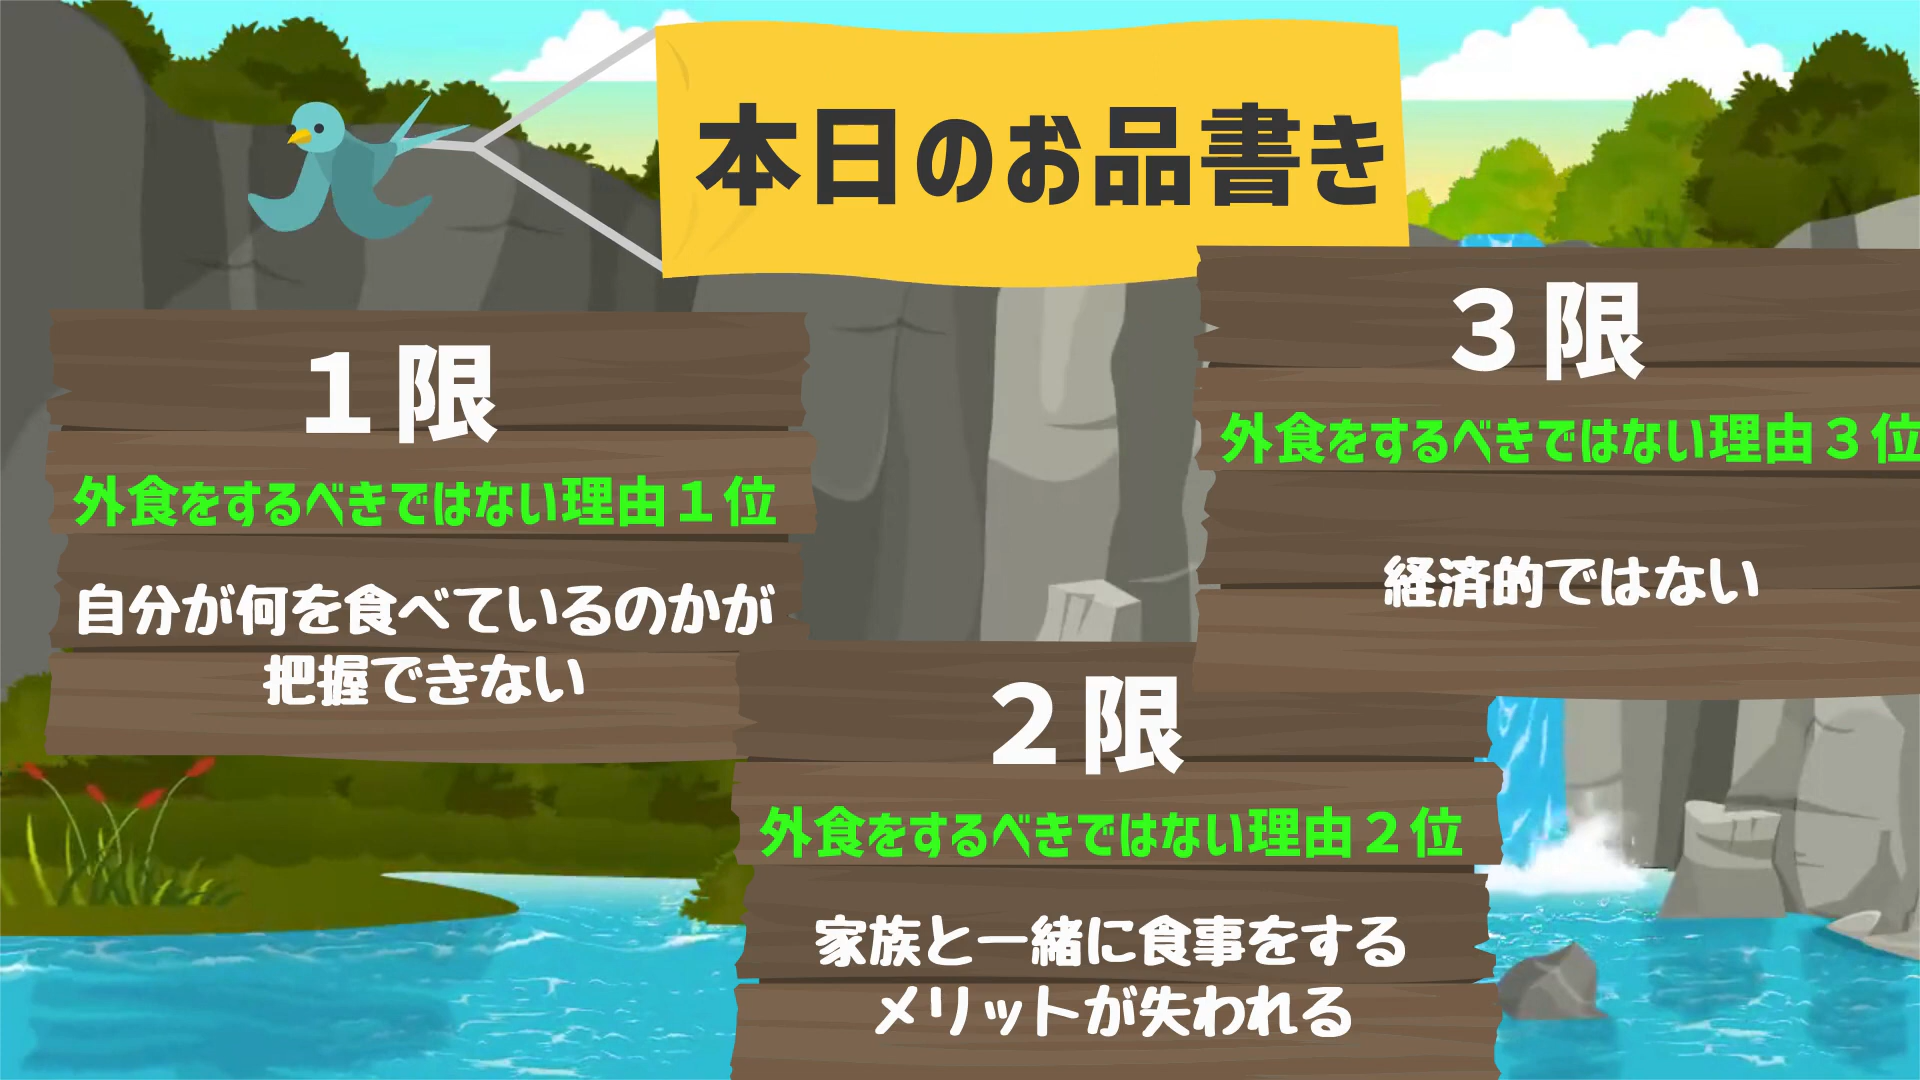 本日のお品書き
１限
外食をするべきではない理由１位
自分が何を食べているのかが
把握できない
２限
外食をするべきではない理由２位
家族と一緒に食事をする
メリットが失われる
３限
外食をするべきではない理由３位
経済的ではない